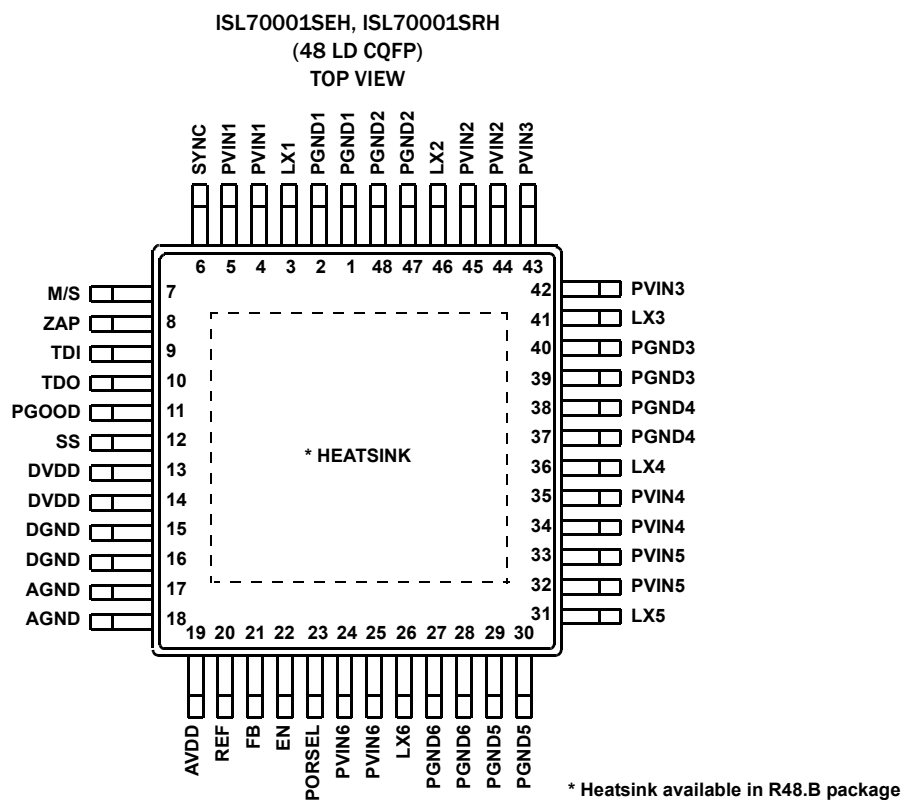 ISL70001SEH, ISL70001SRH
(48 LD CQFP)
TOP VIEW
SYNC
PVIN1
PVIN1
LX1
PGND1
PGND1
PGND2
PGND2
LX2
PVIN2
PVIN2
PVIN3
6 5 4 3 2 1 48 47 46 45 44 43
M/S 7
ZAP 8
TDI 9
TDO 10
PGOOD 11
SS 12
DVDD 13
DVDD 14
DGND 15
DGND 16
AGND 17
AGND 18
* HEATSINK
42 PVIN3
41 LX3
40 PGND3
39 PGND3
38 PGND4
37 PGND4
36 LX4
35 PVIN4
34 PVIN4
33 PVIN5
32 PVIN5
31 LX5
19 20 21 22 23 24 25 26 27 28 29 30
AVDD
REF
FB
EN
PORSEL
PVIN6
PVIN6
LX6
PGND6
PGND6
PGND5
PGND5
* Heatsink available in R48.B package